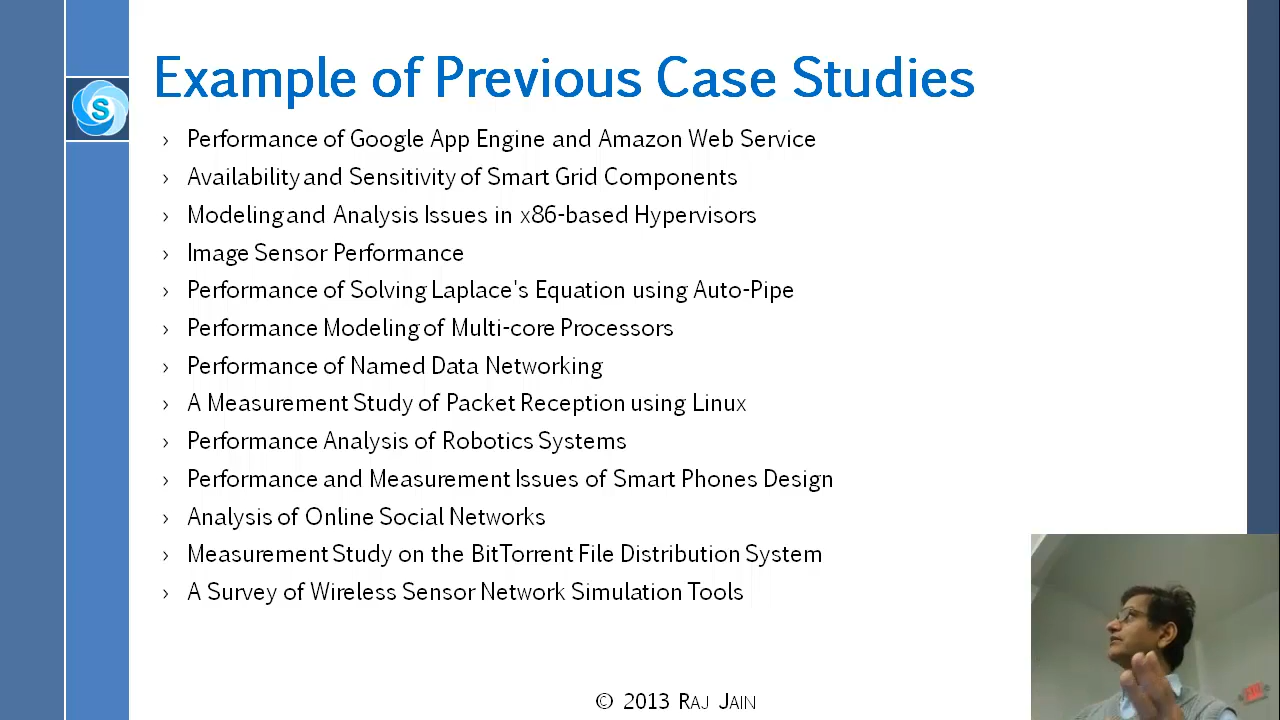 Example of Previous Case Studies
S
› Performance of Google App Engine and Amazon Web Service
› Availability and Sensitivity of Smart Grid Components
› Modeling and Analysis Issues in x86-based Hypervisors
› Image Sensor Performance
› Performance of Solving Laplace's Equation using Auto-Pipe
› Performance Modeling of Multi-core Processors
› Performance of Named Data Networking
› A Measurement Study of Packet Reception using Linux
› Performance Analysis of Robotics Systems
› Performance and Measurement Issues of Smart Phones Design
› Analysis of Online Social Networks
› Measurement Study on the BitTorrent File Distribution System
› A Survey of Wireless Sensor Network Simulation Tools
© 2013 RAJ JAIN